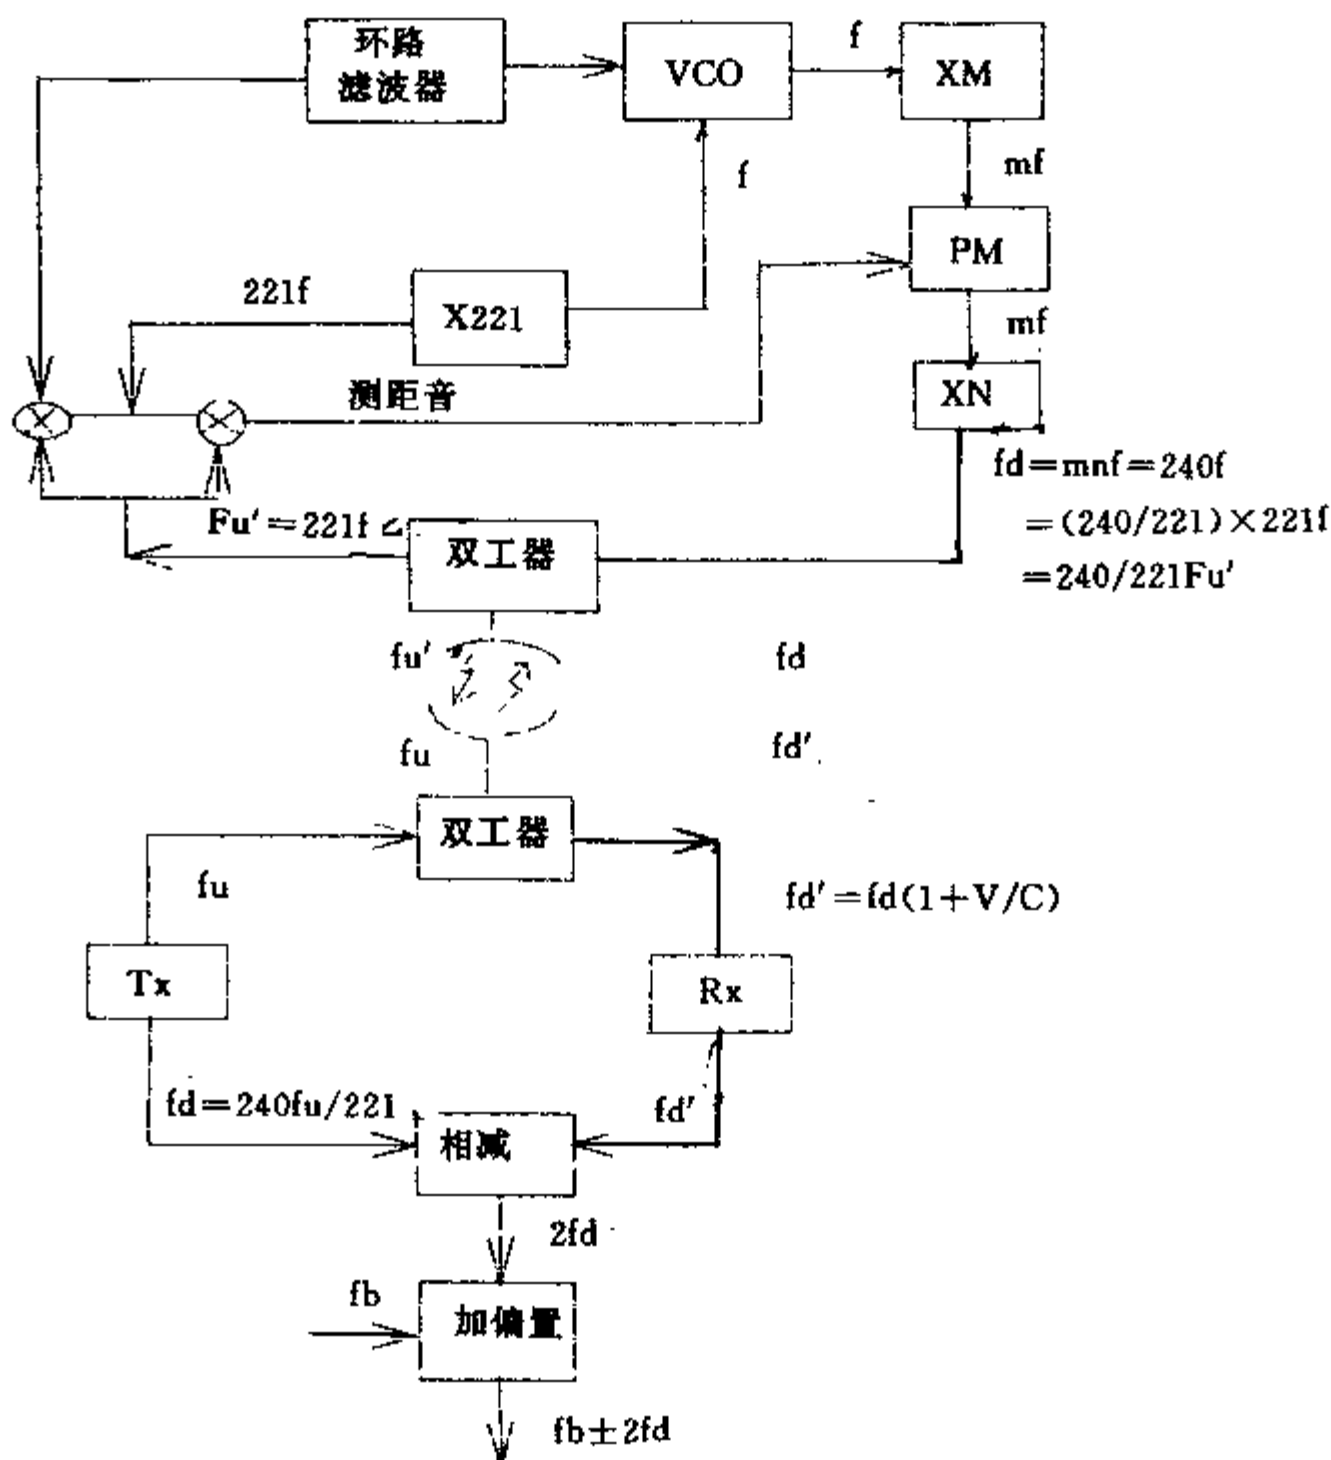 环路
滤波器
VCO
f
XM
mf
f
PM
221f
X221
mf
测距音
XN
fd=mnf=240f
=(240/221)×221f
=240/221Fu'
Fu'=221f
双工器
fu'
fd
fu
fd'
双工器
fu
fd'=fd(1+V/C)
Tx
Rx
fd=240fu/221
fd'
相减
2fd
fb
加偏置
fb±2fd